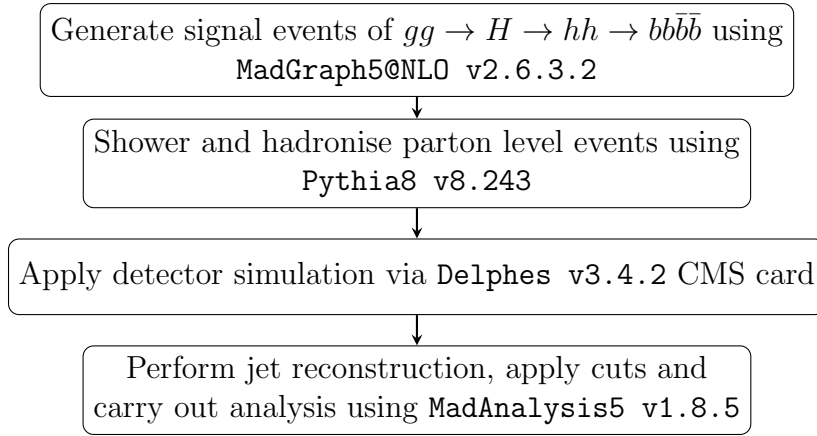 Generate signal events of gg → H → hh → bbb̄b̄ using
MadGraph5@NLO v2.6.3.2
Shower and hadronise parton level events using
Pythia8 v8.243
Apply detector simulation via Delphes v3.4.2 CMS card
Perform jet reconstruction, apply cuts and
carry out analysis using MadAnalysis5 v1.8.5